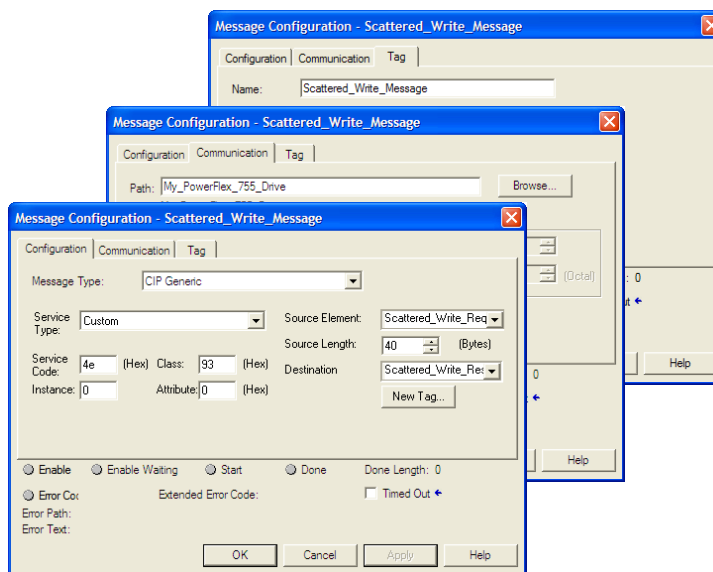 Message Configuration - Scattered_Write_Message
Configuration Communication Tag
Name: Scattered_Write_Message
Message Configuration - Scattered_Write_Message
Configuration Communication Tag
Path: My_PowerFlex_755_Drive Browse...
(Octal)
: 0
Help
0
Help
Message Configuration - Scattered_Write_Message
Configuration Communication Tag
Message Type: CIP Generic
Service Type: Custom
Source Element: Scattered_Write_Req
Source Length: 40 (Bytes)
Service Code: 4e (Hex) Class: 93 (Hex)
Destination Scattered_Write_Res
Instance: 0 Attribute: 0 (Hex)
New Tag...
Enable Enable Waiting Start Done Done Length: 0
Error Co Extended Error Code: Timed Out
Error Path:
Error Text:
OK Cancel Apply Help